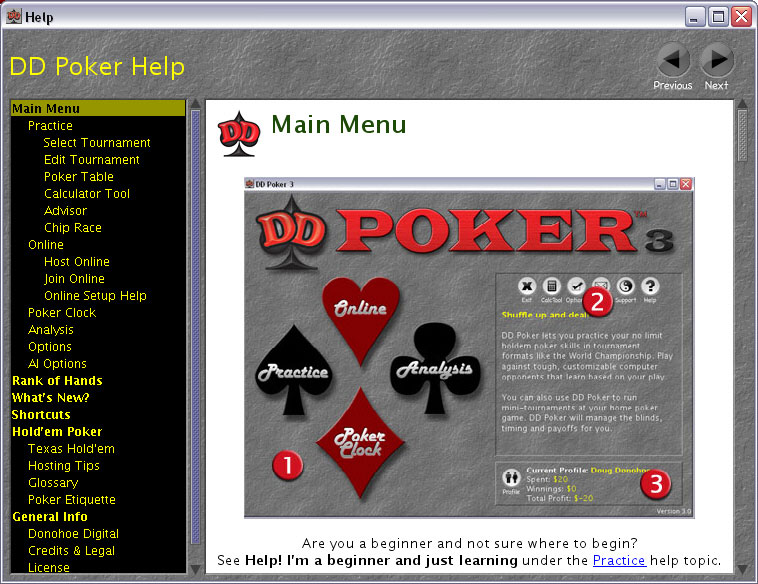 Help
DD Poker Help
Previous
Next
Main Menu
Practice
Select Tournament
Edit Tournament
Poker Table
Calculator Tool
Advisor
Chip Race
Online
Host Online
Join Online
Online Setup Help
Poker Clock
Analysis
Options
AI Options
Rank of Hands
What's New?
Shortcuts
Hold'em Poker
Texas Hold'em
Hosting Tips
Glossary
Poker Etiquette
General Info
Donohoe Digital
Credits & Legal
License
DD
Main Menu
DD Poker 3
DD POKER™ 3
Online
Practice
Analysis
Poker
Clock
1
Exit CalcTool Option Support Help
2
Shuffle up and deal
DD Poker lets you practice your no limit
holdem poker skills in tournament
formats like the World Championship. Play
against tough, customizable computer
opponents that learn based on your play.
You can also use DD Poker to run
mini-tournaments at your home poker
game. DD Poker will manage the blinds,
timing and payoffs for you.
Profile
Current Profile: Doug Donohoe
Spent: $20
Winnings: $0
Total Profit: $-20
3
Version 3.0
Are you a beginner and not sure where to begin?
See Help! I'm a beginner and just learning under the Practice help topic.